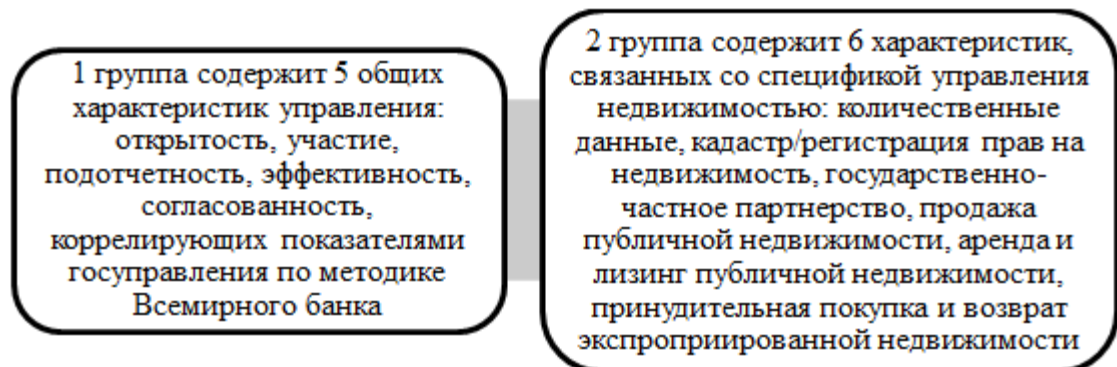 1 группа содержит 5 общих
характеристик управления:
открытость, участие,
подотчетность, эффективность,
согласованность,
коррелирующих показателями
госуправления по методике
Всемирного банка
2 группа содержит 6 характеристик,
связанных со спецификой управления
недвижимостью: количественные
данные, кадастр/регистрация прав на
недвижимость, государственно-
частное партнерство, продажа
публичной недвижимости, аренда и
лизинг публичной недвижимости,
принудительная покупка и возврат
экспроприированной недвижимости